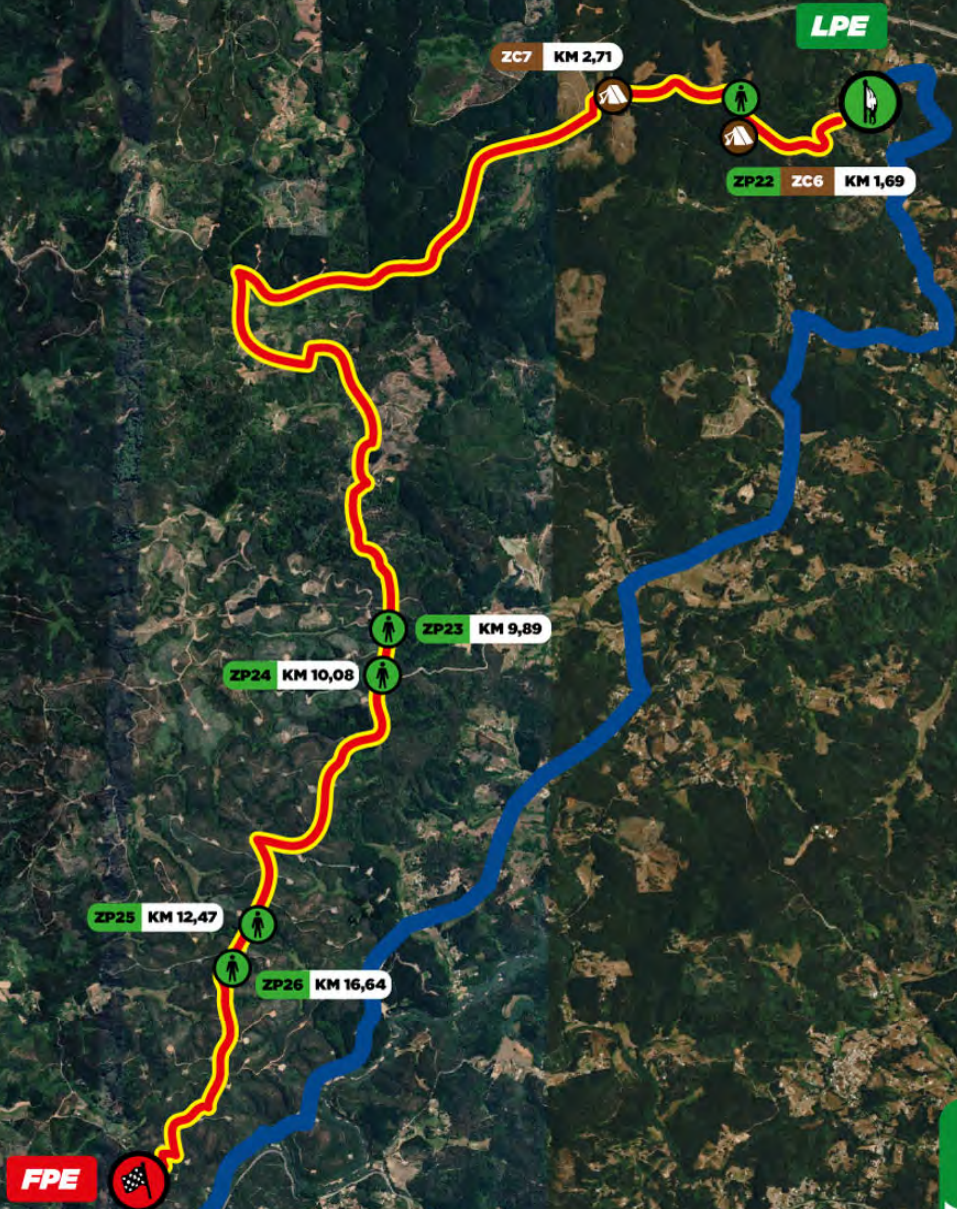 LPE
ZC7 KM 2,71
ZP22 ZC6 KM 1,69
ZP23 KM 9,89
ZP24 KM 10,08
ZP25 KM 12,47
ZP26 KM 16,64
FPE